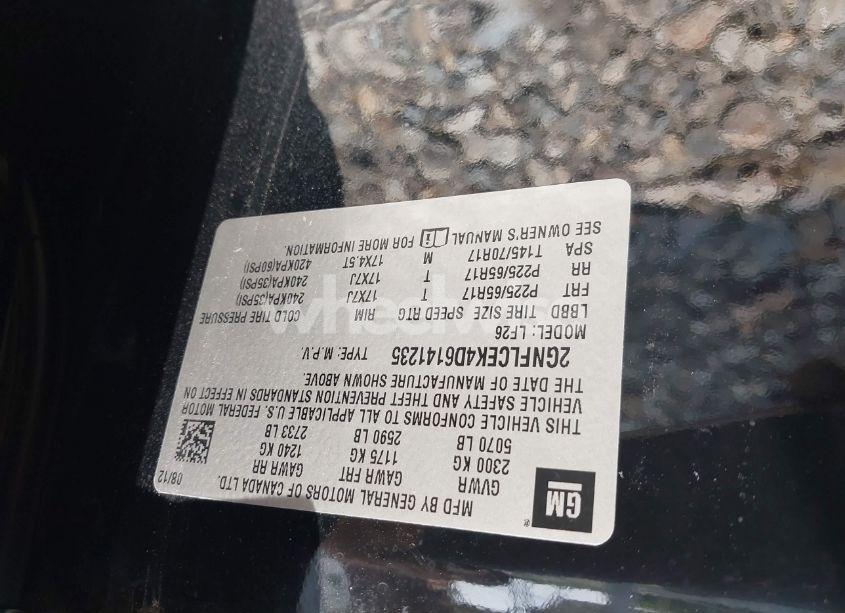 GM
MFD BY GENERAL MOTORS OF CANADA LTD. 08/12
GVWR GAWR FRT GAWR RR
2300 KG 1175 KG 1240 KG
5070 LB 2590 LB 2733 LB
THIS VEHICLE CONFORMS TO ALL APPLICABLE U.S. FEDERAL MOTOR
VEHICLE SAFETY AND THEFT PREVENTION STANDARDS IN EFFECT ON
THE DATE OF MANUFACTURE SHOWN ABOVE.
2GNFLCEK4D6141235 TYPE: M.P.V.
MODEL: LF26
LBBD TIRE SIZE SPEED RTG RIM COLD TIRE PRESSURE
FRT P225/65R17 T 17X7J 240KPA(35PSI)
RR P225/65R17 T 17X7J 240KPA(35PSI)
SPA T145/70R17 M 17X4.5T 420KPA(60PSI)
SEE OWNER'S MANUAL i FOR MORE INFORMATION.